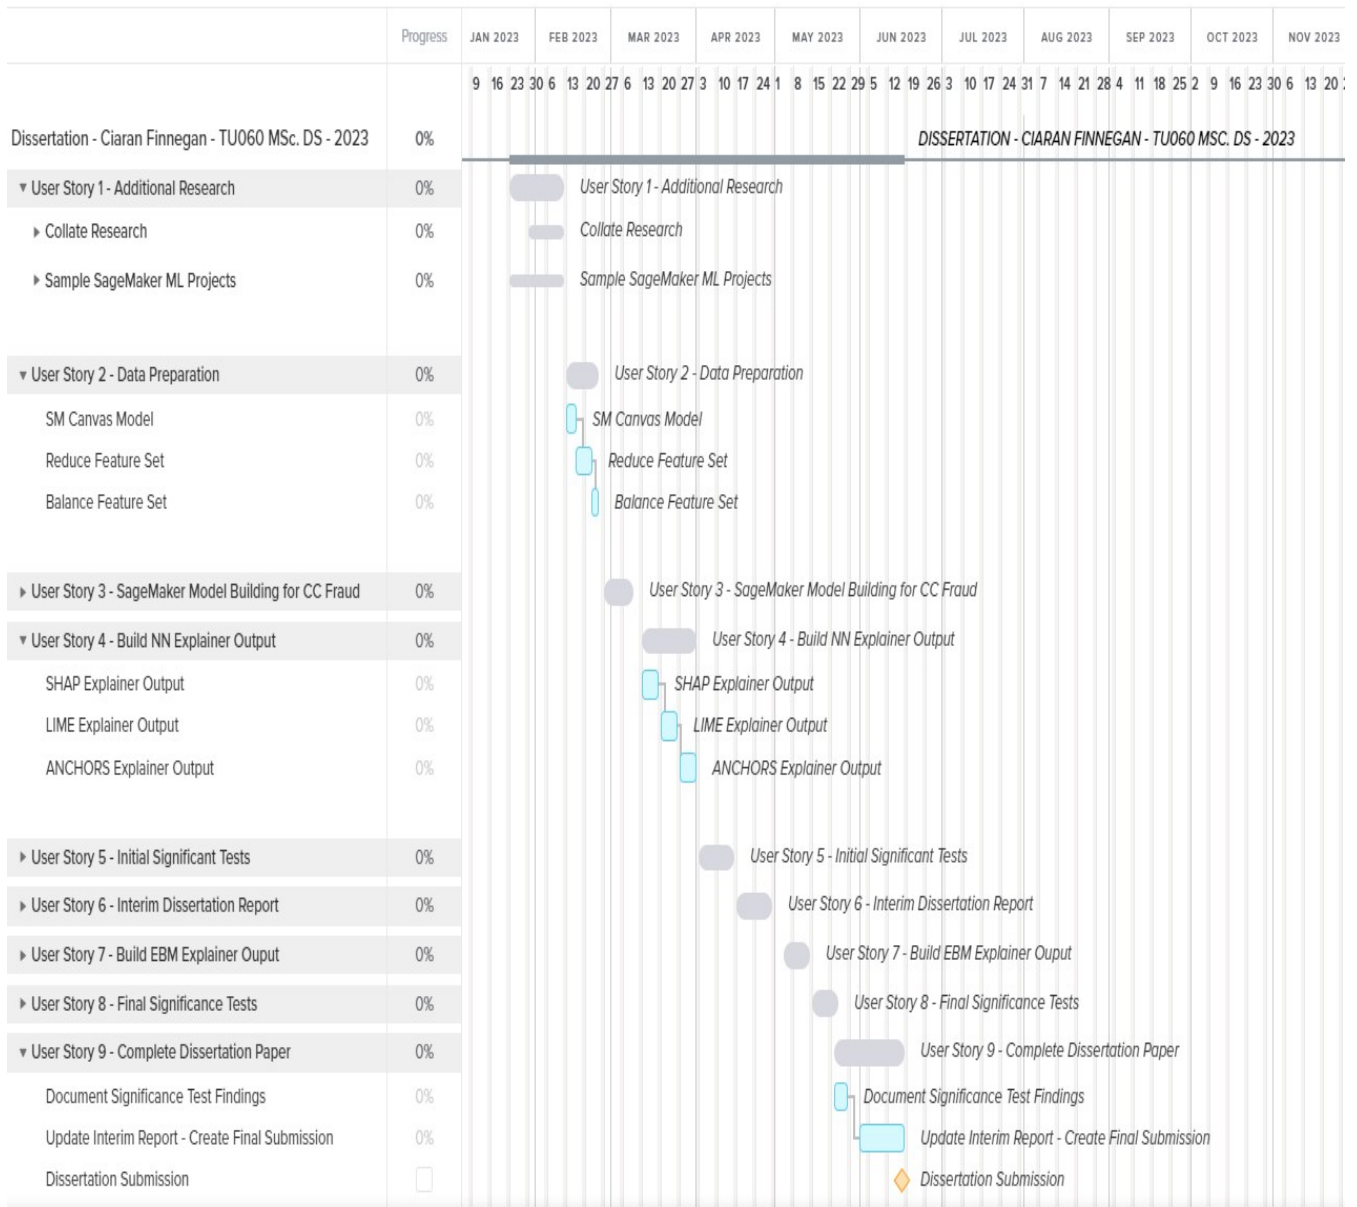 Progress JAN 2023 FEB 2023 MAR 2023 APR 2023 MAY 2023 JUN 2023 JUL 2023 AUG 2023 SEP 2023 OCT 2023 NOV 2023
9 16 23 30 6 13 20 27 6 13 20 27 3 10 17 24 1 8 15 22 29 5 12 19 26 3 10 17 24 31 7 14 21 28 4 11 18 25 2 9 16 23 30 6 13 20
Dissertation - Ciaran Finnegan - TU060 MSc. DS - 2023 0% DISSERTATION - CIARAN FINNEGAN - TU060 MSC. DS - 2023
User Story 1 - Additional Research 0% User Story 1 - Additional Research
Collate Research 0% Collate Research
Sample SageMaker ML Projects 0% Sample SageMaker ML Projects
User Story 2 - Data Preparation 0% User Story 2 - Data Preparation
SM Canvas Model 0% SM Canvas Model
Reduce Feature Set 0% Reduce Feature Set
Balance Feature Set 0% Balance Feature Set
User Story 3 - SageMaker Model Building for CC Fraud 0% User Story 3 - SageMaker Model Building for CC Fraud
User Story 4 - Build NN Explainer Output 0% User Story 4 - Build NN Explainer Output
SHAP Explainer Output 0% SHAP Explainer Output
LIME Explainer Output 0% LIME Explainer Output
ANCHORS Explainer Output 0% ANCHORS Explainer Output
User Story 5 - Initial Significant Tests 0% User Story 5 - Initial Significant Tests
User Story 6 - Interim Dissertation Report 0% User Story 6 - Interim Dissertation Report
User Story 7 - Build EBM Explainer Ouput 0% User Story 7 - Build EBM Explainer Ouput
User Story 8 - Final Significance Tests 0% User Story 8 - Final Significance Tests
User Story 9 - Complete Dissertation Paper 0% User Story 9 - Complete Dissertation Paper
Document Significance Test Findings 0% Document Significance Test Findings
Update Interim Report - Create Final Submission 0% Update Interim Report - Create Final Submission
Dissertation Submission Dissertation Submission